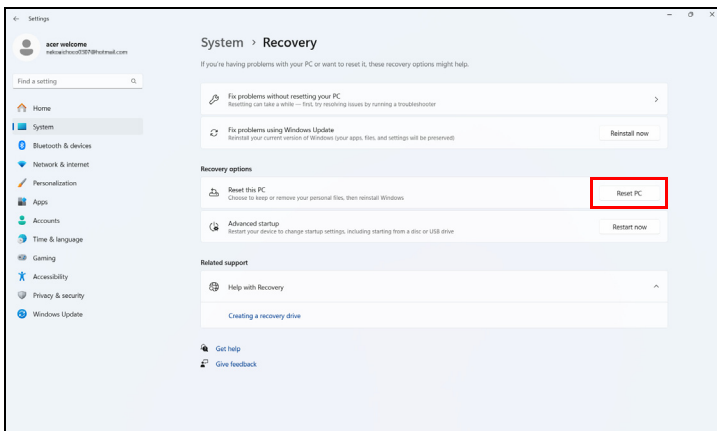 Settings
acer welcome
nekowichoco0307@hotmail.com
Find a setting
Home
System
Bluetooth & devices
Network & internet
Personalization
Apps
Accounts
Time & language
Gaming
Accessibility
Privacy & security
Windows Update
System > Recovery
If you're having problems with your PC or want to reset it, these recovery options might help.
Fix problems without resetting your PC
Resetting can take a while — first, try resolving issues by running a troubleshooter
Fix problems using Windows Update
Reinstall your current version of Windows (your apps, files, and settings will be preserved)
Reinstall now
Recovery options
Reset this PC
Choose to keep or remove your personal files, then reinstall Windows
Reset PC
Advanced startup
Restart your device to change startup settings, including starting from a disc or USB drive
Restart now
Related support
Help with Recovery
Creating a recovery drive
Get help
Give feedback